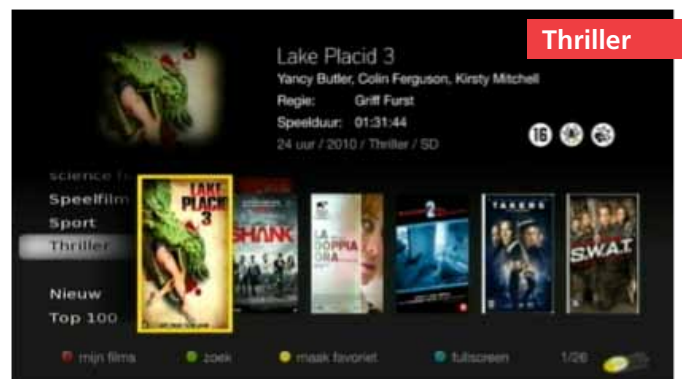 Thriller
Lake Placid 3
Yancy Butler, Colin Ferguson, Kirsty Mitchell
Regie: Griff Furst
Speelduur: 01:31:44
24 uur / 2010 / Thriller / SD
16
science
Speelfilm
Sport
Thriller
Nieuw
Top 100
LAKE
PLACID
3
SHANK
LA
DOPPIA
ORA
2
TAKERS
S.W.A.T.
mijn films
zoek
maak favoriet
fullscreen
1/26